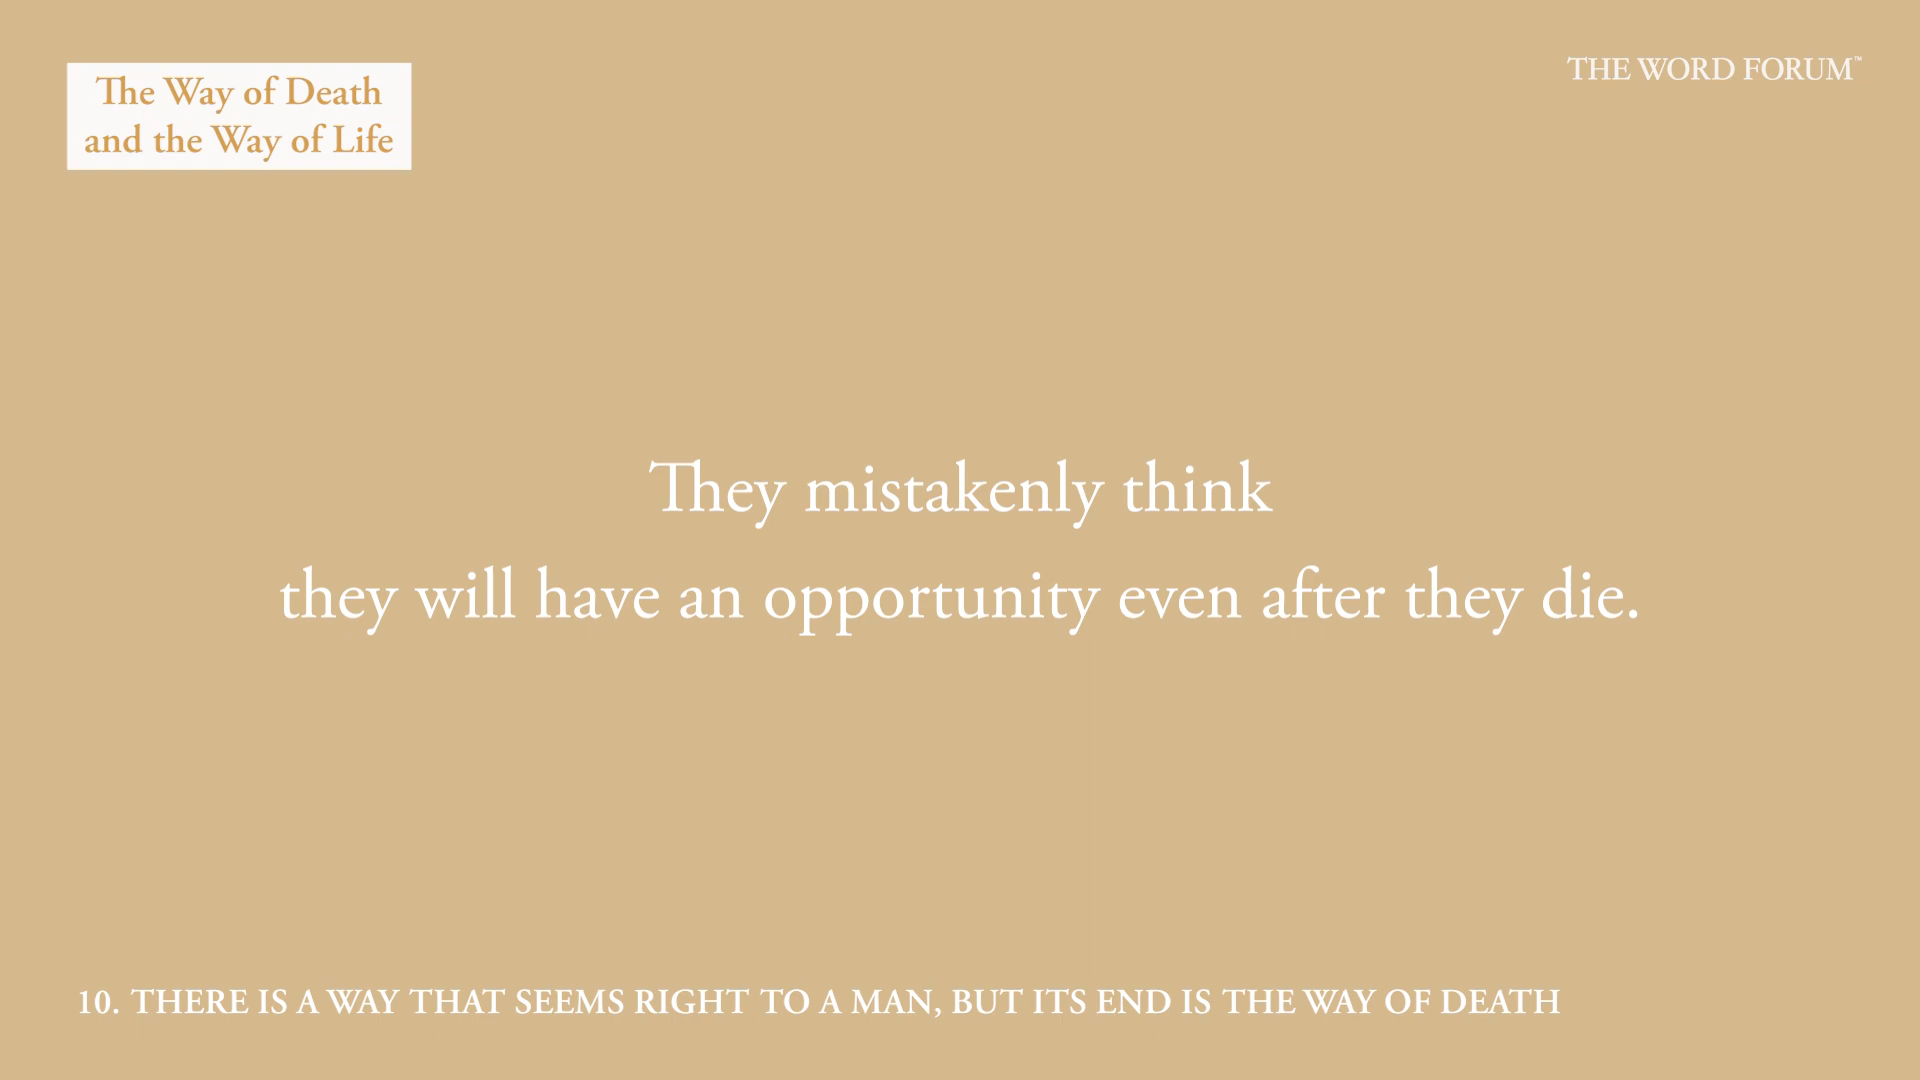 The Way of Death
and the Way of Life
THE WORD FORUM™
They mistakenly think
they will have an opportunity even after they die.
10. THERE IS A WAY THAT SEEMS RIGHT TO A MAN, BUT ITS END IS THE WAY OF DEATH